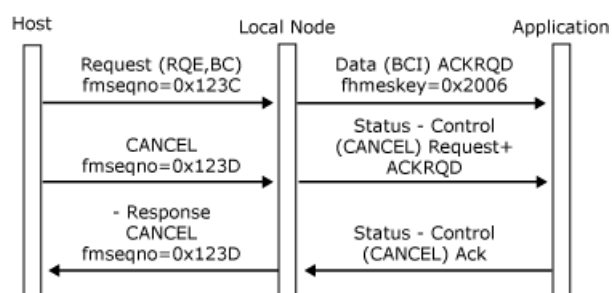 Host
Local Node
Application
Request (RQE,BC)
fmseqno=0x123C
Data (BCI) ACKRQD
fhmeskey=0x2006
CANCEL
fmseqno=0x123D
Status - Control
(CANCEL) Request+
ACKRQD
- Response
CANCEL
fmseqno=0x123D
Status - Control
(CANCEL) Ack